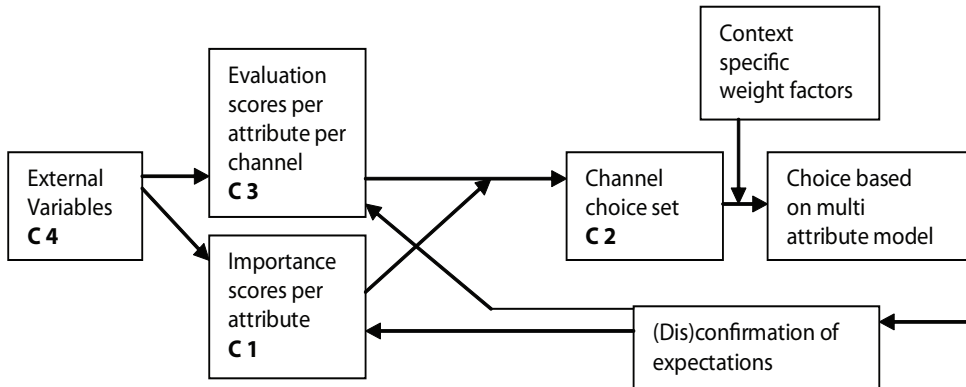 External
Variables
C 4
Evaluation
scores per
attribute per
channel
C 3
Importance
scores per
attribute
C 1
Channel
choice set
C 2
Context
specific
weight factors
Choice based
on multi
attribute model
(Dis)confirmation of
expectations